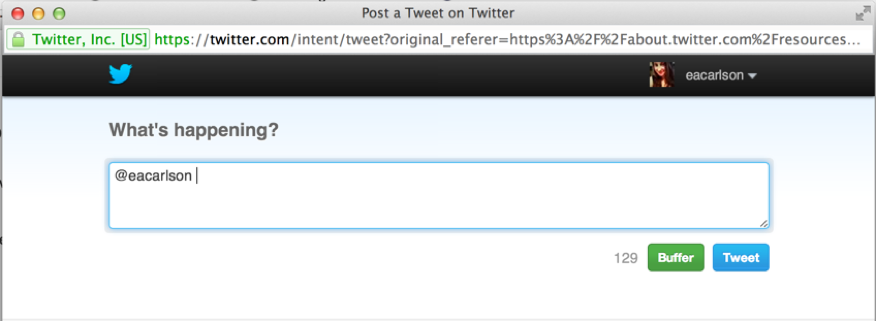 Post a Tweet on Twitter
Twitter, Inc. [US] https://twitter.com/intent/tweet?original_referer=https%3A%2F%2Fabout.twitter.com%2Fresources...
eacarlson
What's happening?
@eacarlson
129 Buffer Tweet